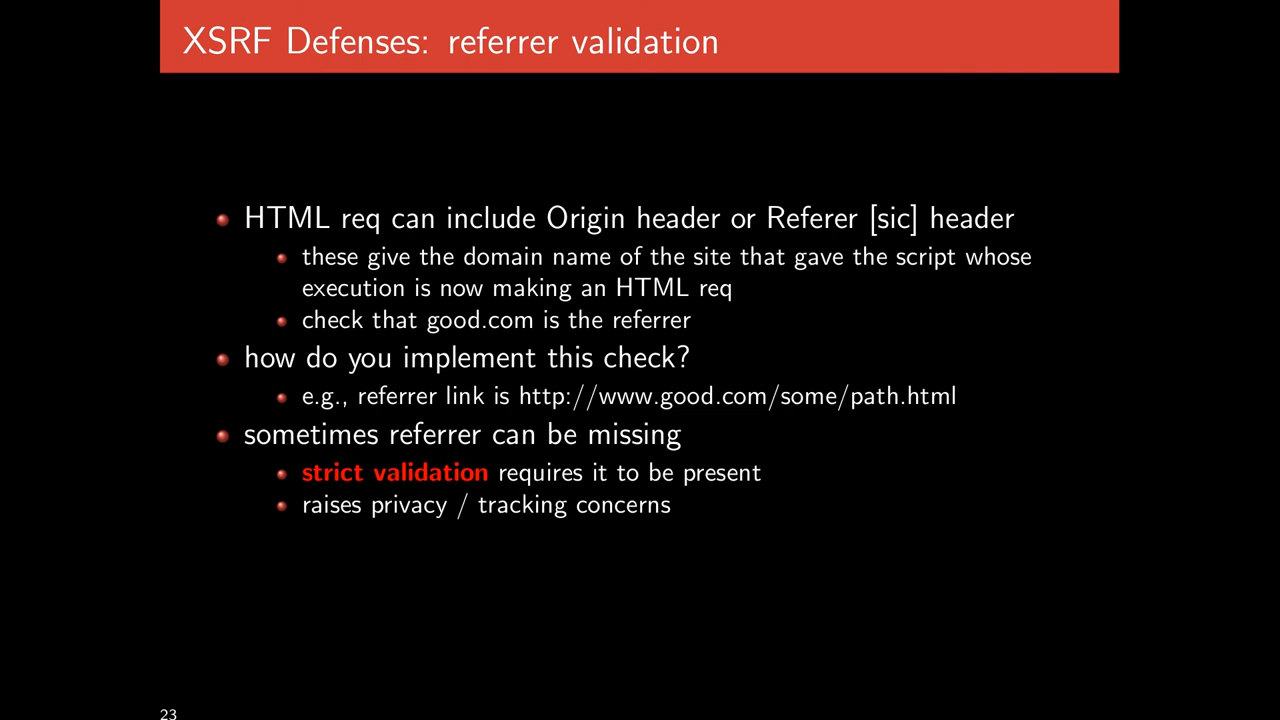 XSRF Defenses: referrer validation
HTML req can include Origin header or Referer [sic] header
these give the domain name of the site that gave the script whose
execution is now making an HTML req
check that good.com is the referrer
how do you implement this check?
e.g., referrer link is http://www.good.com/some/path.html
sometimes referrer can be missing
strict validation requires it to be present
raises privacy / tracking concerns
23